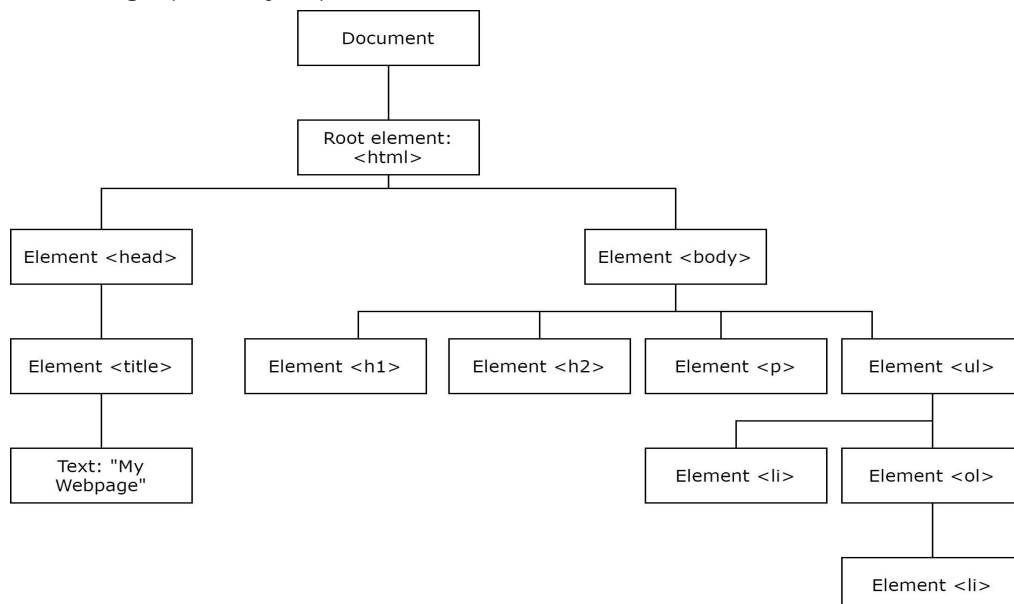 Document
Root element:
<html>
Element <head>
Element <body>
Element <title>
Element <h1>
Element <h2>
Element <p>
Element <ul>
Text: "My
Webpage"
Element <li>
Element <ol>
Element <li>